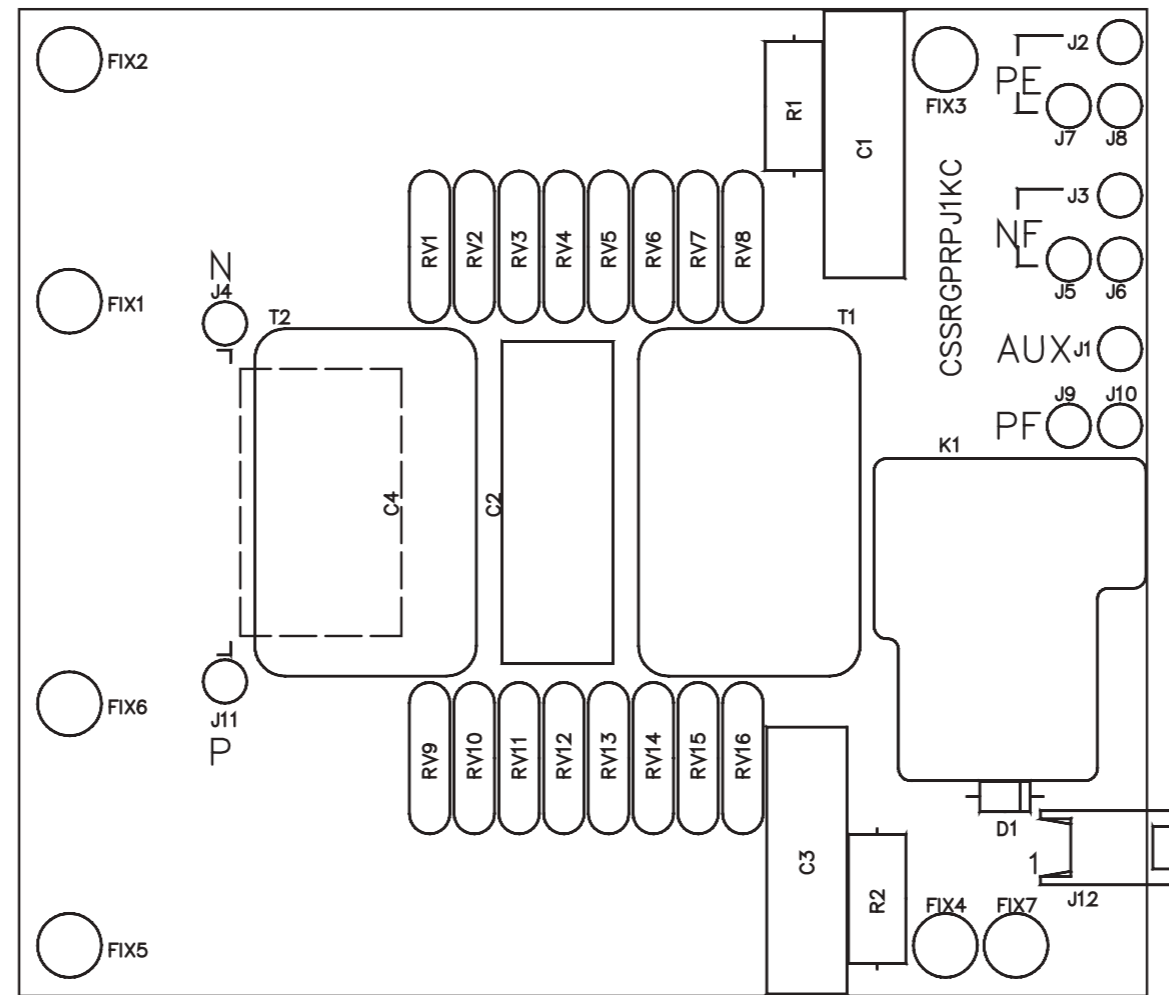 FIX2
R1
C1
FIX3
J2
PE
J7
J8
RV1
RV2
RV3
RV4
RV5
RV6
RV7
RV8
CSSRGPRPJ1KC
J3
NF
J5
J6
N
J4
FIX1
T2
T1
AUX
J1
J9
J10
PF
K1
C4
C2
FIX6
J11
P
RV9
RV10
RV11
RV12
RV13
RV14
RV15
RV16
D1
C3
1
J12
R2
FIX4
FIX7
FIX5